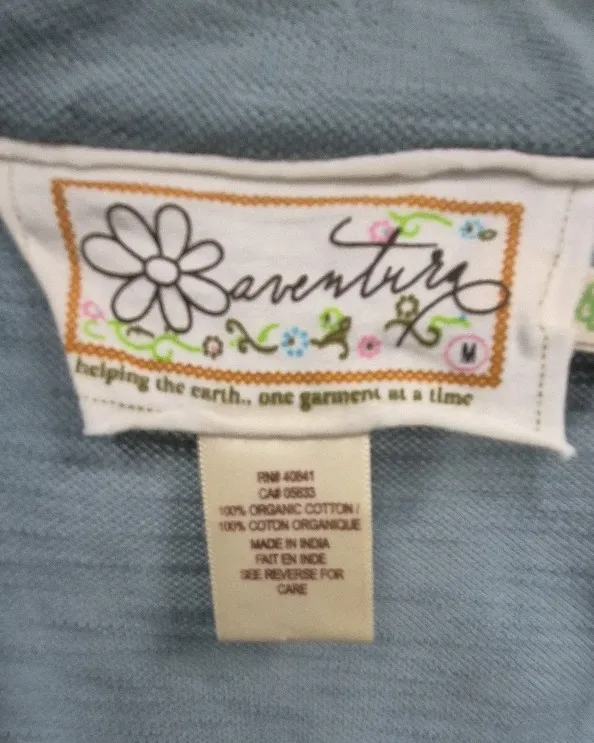 aventura
M
helping the earth.. one garment at a time
RN# 40841
CA# 05633
100% ORGANIC COTTON /
100% COTON ORGANIQUE
MADE IN INDIA
FAIT EN INDE
SEE REVERSE FOR
CARE